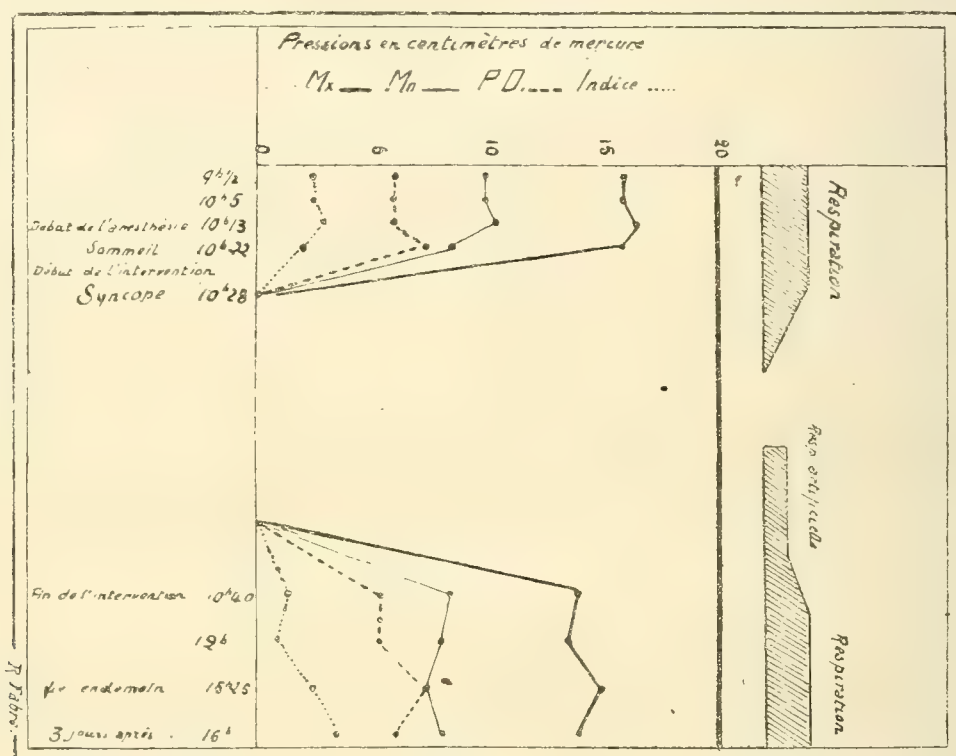 Pressions en centimètres de mercure
Mx Mn PD Indice
0 5 10 15 20
9h1/2
10h5
Début de l'anesthésie 10h13
Sommeil 10h22
Début de l'intervention
Syncope 10h28
Fin de l'intervention 10h40
12h
endemain 15h25
3 jours après 16h
Respiration
Resp artificielle
Respiration
R Fabre